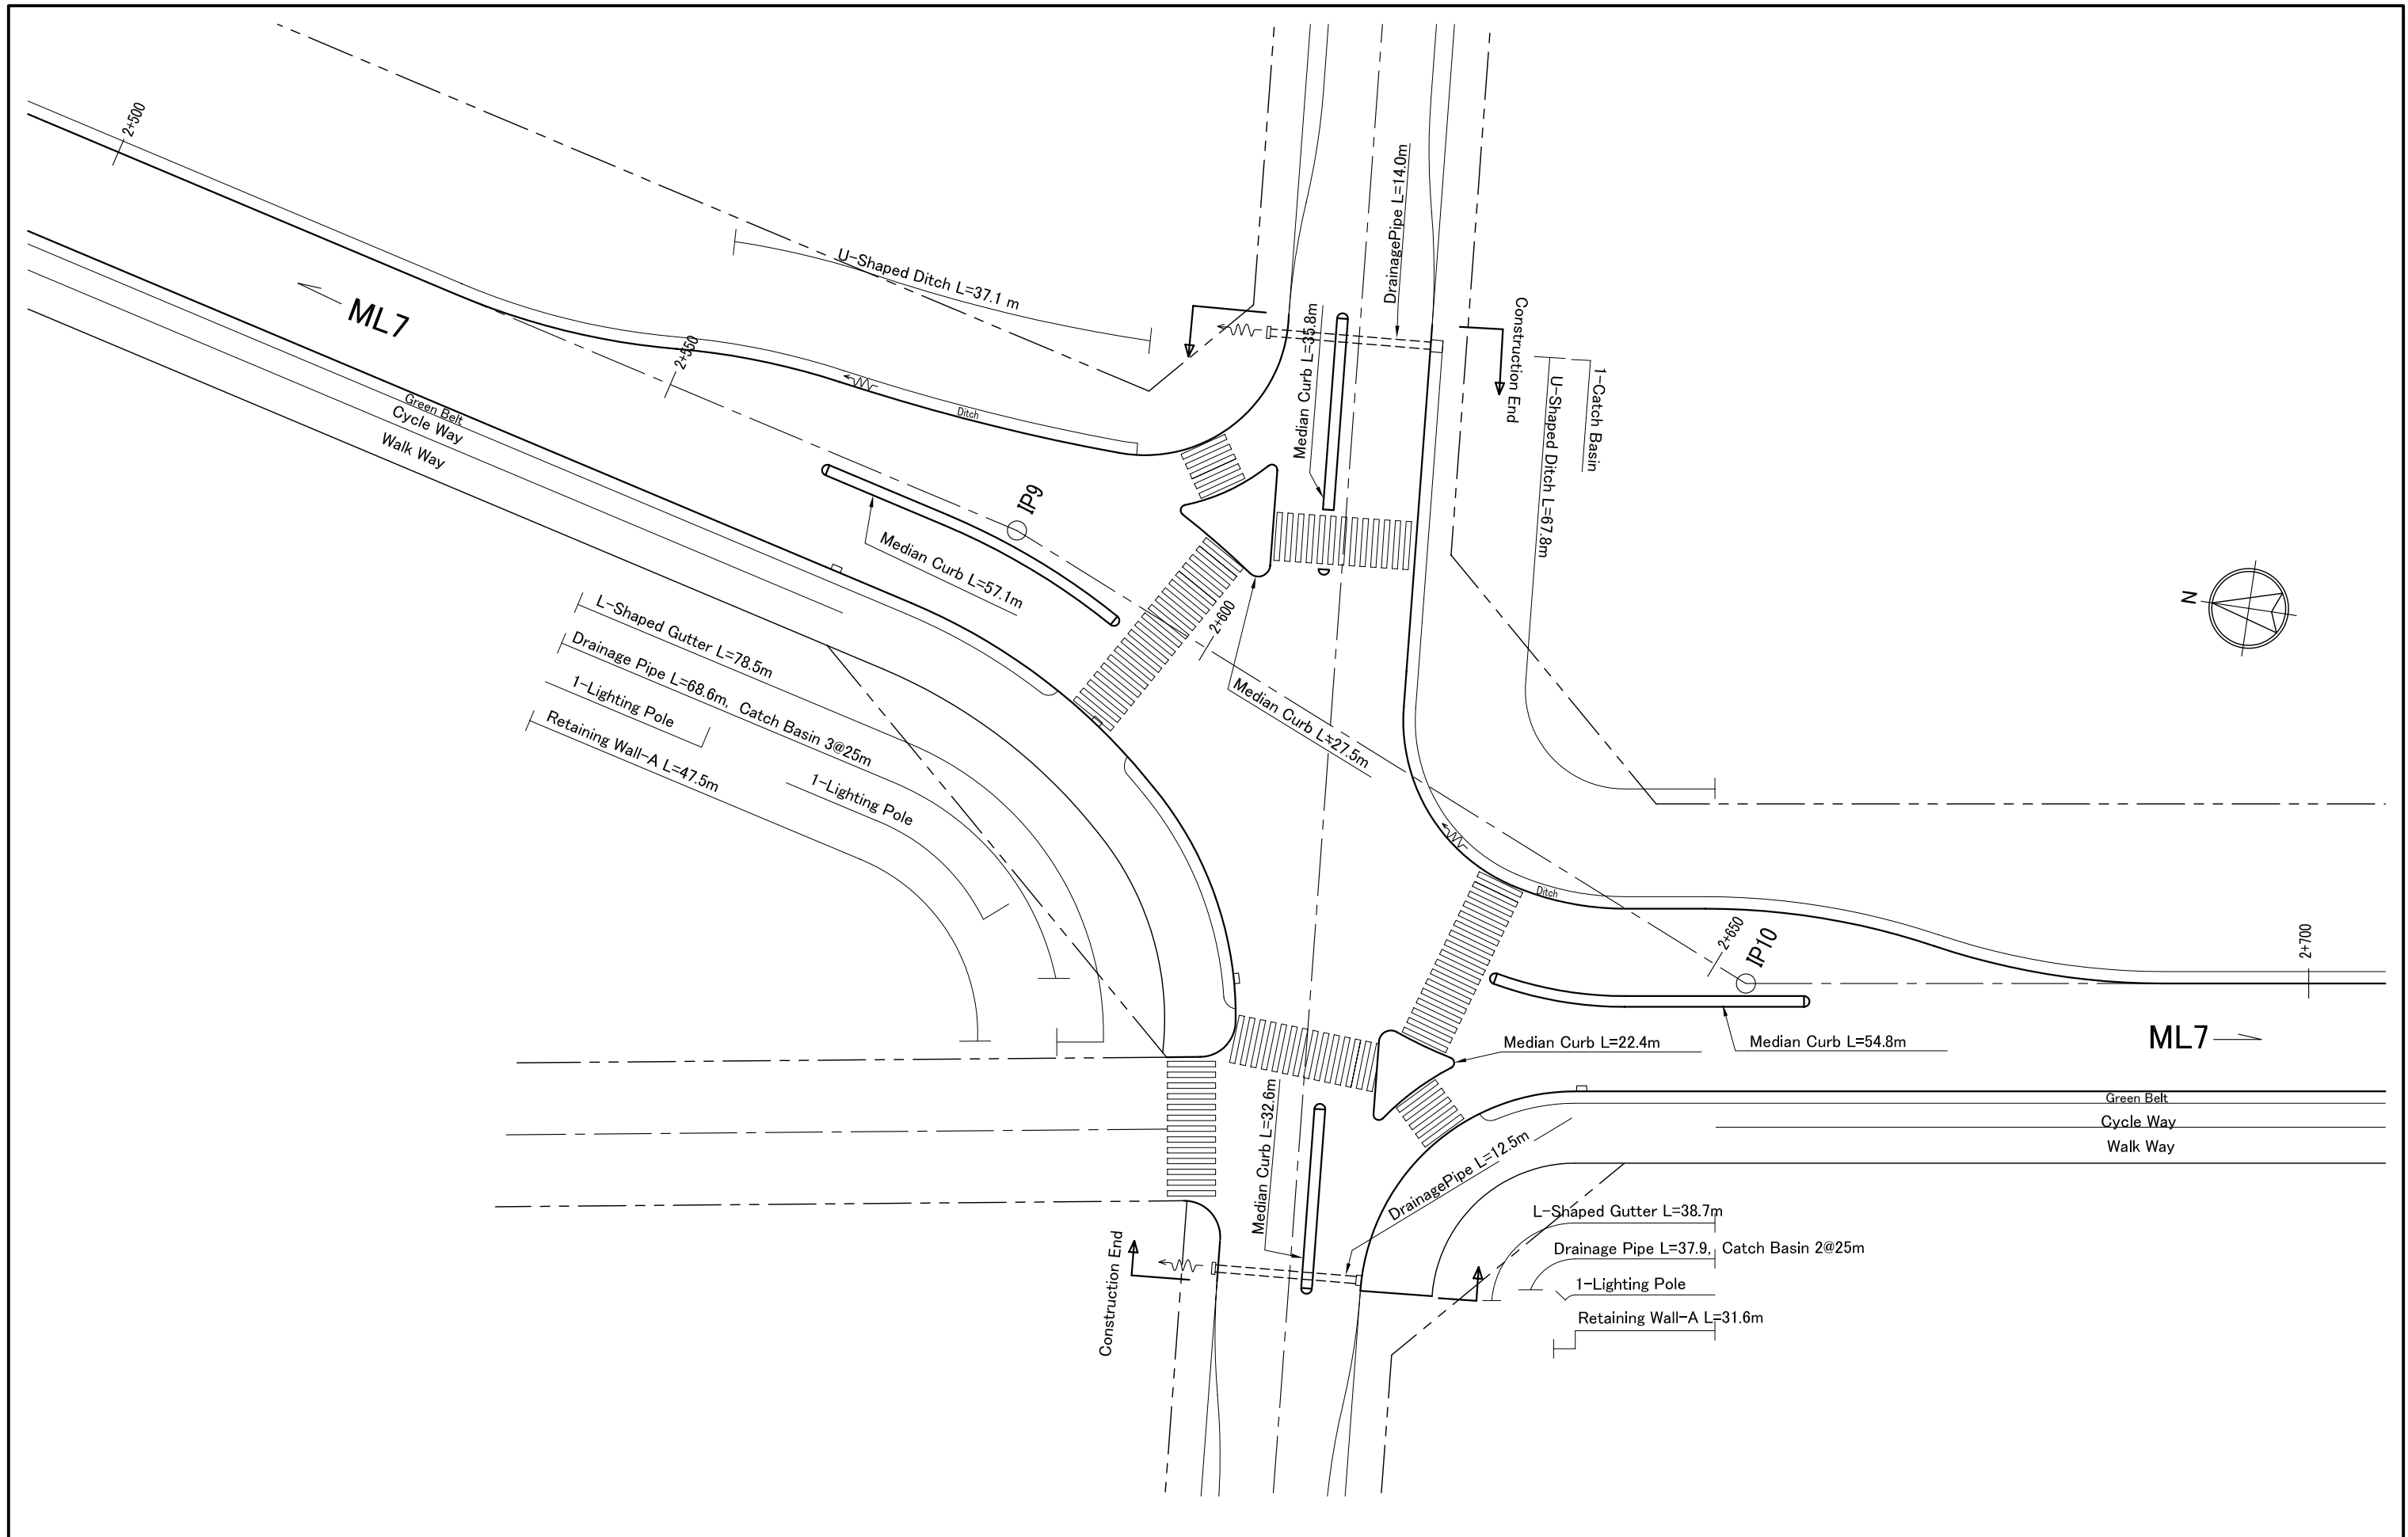 2+500
ML7
U-Shaped Ditch L=37.1 m
DrainagePipe L=14.0m
Median Curb L=35.8m
Construction End
1-Catch Basin
U-Shaped Ditch L=67.8m
2+550
Ditch
Green Belt
Cycle Way
Walk Way
IP9
Median Curb L=57.1m
2+600
N
L-Shaped Gutter L=78.5m
Drainage Pipe L=68.6m, Catch Basin 3@25m
1-Lighting Pole
Retaining Wall-A L=47.5m
1-Lighting Pole
Median Curb L=27.5m
Ditch
2+650
IP10
2+700
Median Curb L=22.4m
Median Curb L=54.8m
ML7
Green Belt
Cycle Way
Walk Way
Median Curb L=32.6m
DrainagePipe L=12.5m
Construction End
L-Shaped Gutter L=38.7m
Drainage Pipe L=37.9, Catch Basin 2@25m
1-Lighting Pole
Retaining Wall-A L=31.6m